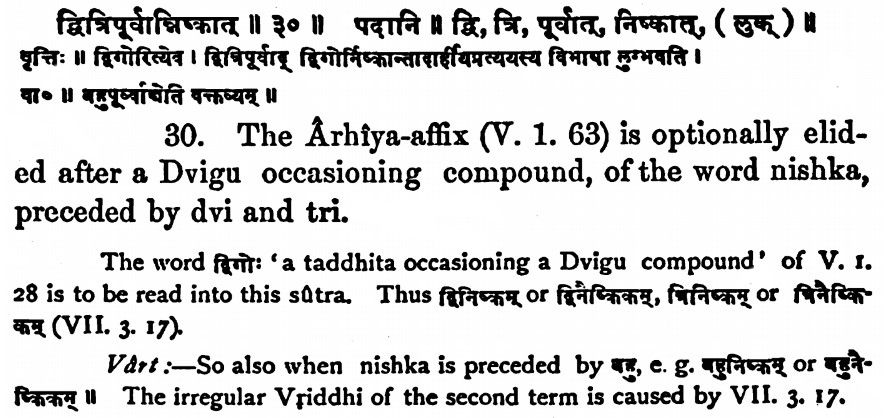 द्वित्रिपूर्वान्निष्कात् ॥ ३० ॥ पदानि ॥ द्वि, त्रि, पूर्वात्, निष्कात्, ( लुक् ) ॥
वृत्तिः ॥ द्विगोरित्येव । द्वित्रिपूर्वाद् द्विगोर्निष्कान्तादार्हीयप्रत्ययस्य विभाषा लुग्भवति ।
वा० ॥ बहुपूर्व्वाच्चेति वक्तव्यम् ॥
30. The Ârhîya-affix (V. 1. 63) is optionally elid-
ed after a Dvigu occasioning compound, of the word nishka,
preceded by dvi and tri.
The word द्विगोः 'a taddhita occasioning a Dvigu compound' of V. 1.
28 is to be read into this sûtra. Thus द्विनिष्कम् or द्विनैष्किकम्, त्रिनिष्कम् or त्रिनैष्कि-
कम् (VII. 3. 17).
Vârt :—So also when nishka is preceded by बहु, e. g. बहुनिष्कम् or बहुनै-
ष्किकम् ॥ The irregular Vṛiddhi of the second term is caused by VII. 3. 17.